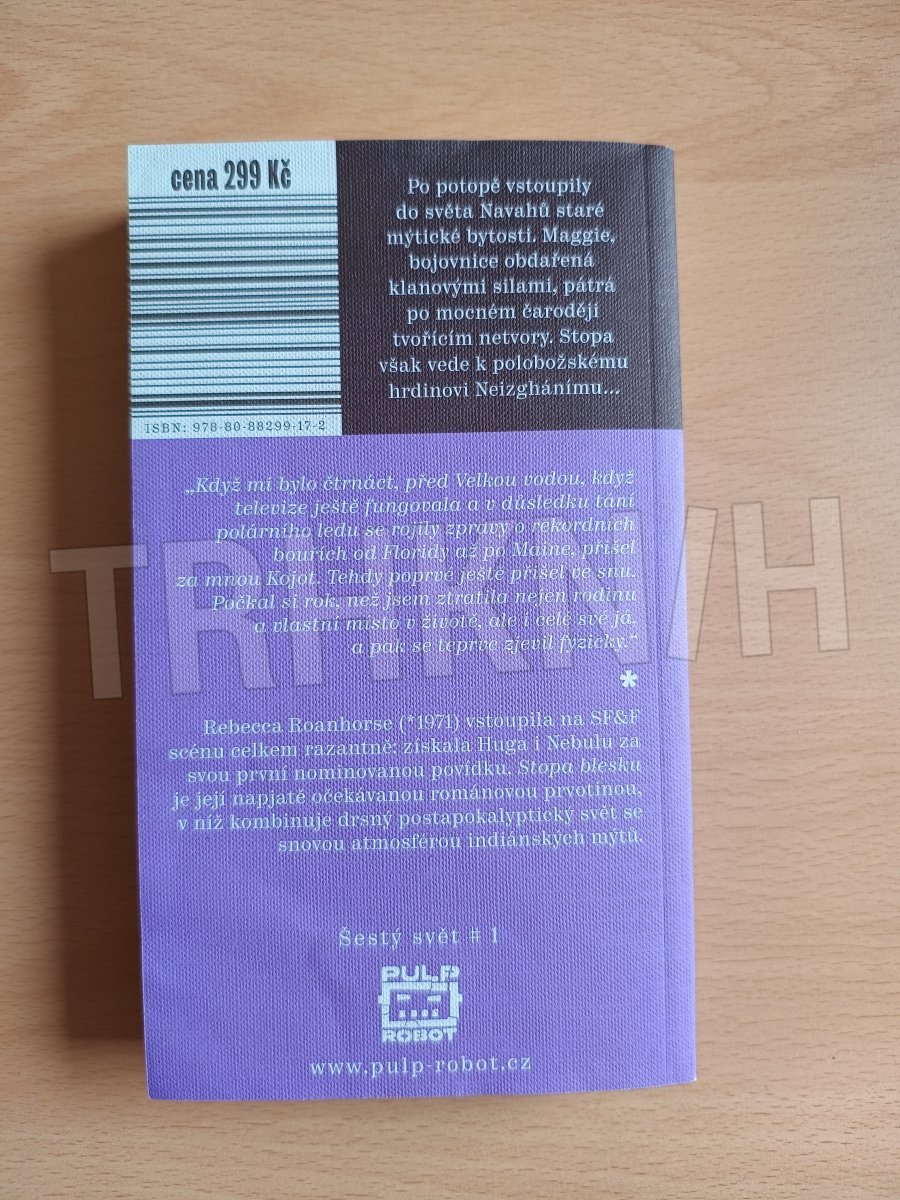 cena 299 Kč
ISBN: 978-80-88299-17-2
Po potopě vstoupily
do světa Navahů staré
mýtické bytosti. Maggie,
bojovnice obdařená
klanovými silami, pátrá
po mocném čaroději
tvořícím netvory. Stopa
však vede k polobožskému
hrdinovi Neizghánímu...
„Když mi bylo čtrnáct, před Velkou vodou, když
televize ještě fungovala a v důsledku tání
polárního ledu se rojily zprávy o rekordních
bouřích od Floridy až po Maine, přišel
za mnou Kojot. Tehdy poprvé ještě přišel ve snu.
Počkal si rok, než jsem ztratila nejen rodinu
a vlastní místo v životě, ale i celé své já,
a pak se teprve zjevil fyzicky.“
*
Rebecca Roanhorse (*1971) vstoupila na SF&F
scénu celkem razantně: získala Huga i Nebulu za
svou první nominovanou povídku. Stopa blesku
je její napjatě očekávanou románovou prvotinou,
v níž kombinuje drsný postapokalyptický svět se
snovou atmosférou indiánských mýtů.
Šestý svět # 1
PULP
ROBOT
www.pulp-robot.cz
TRHKNIH